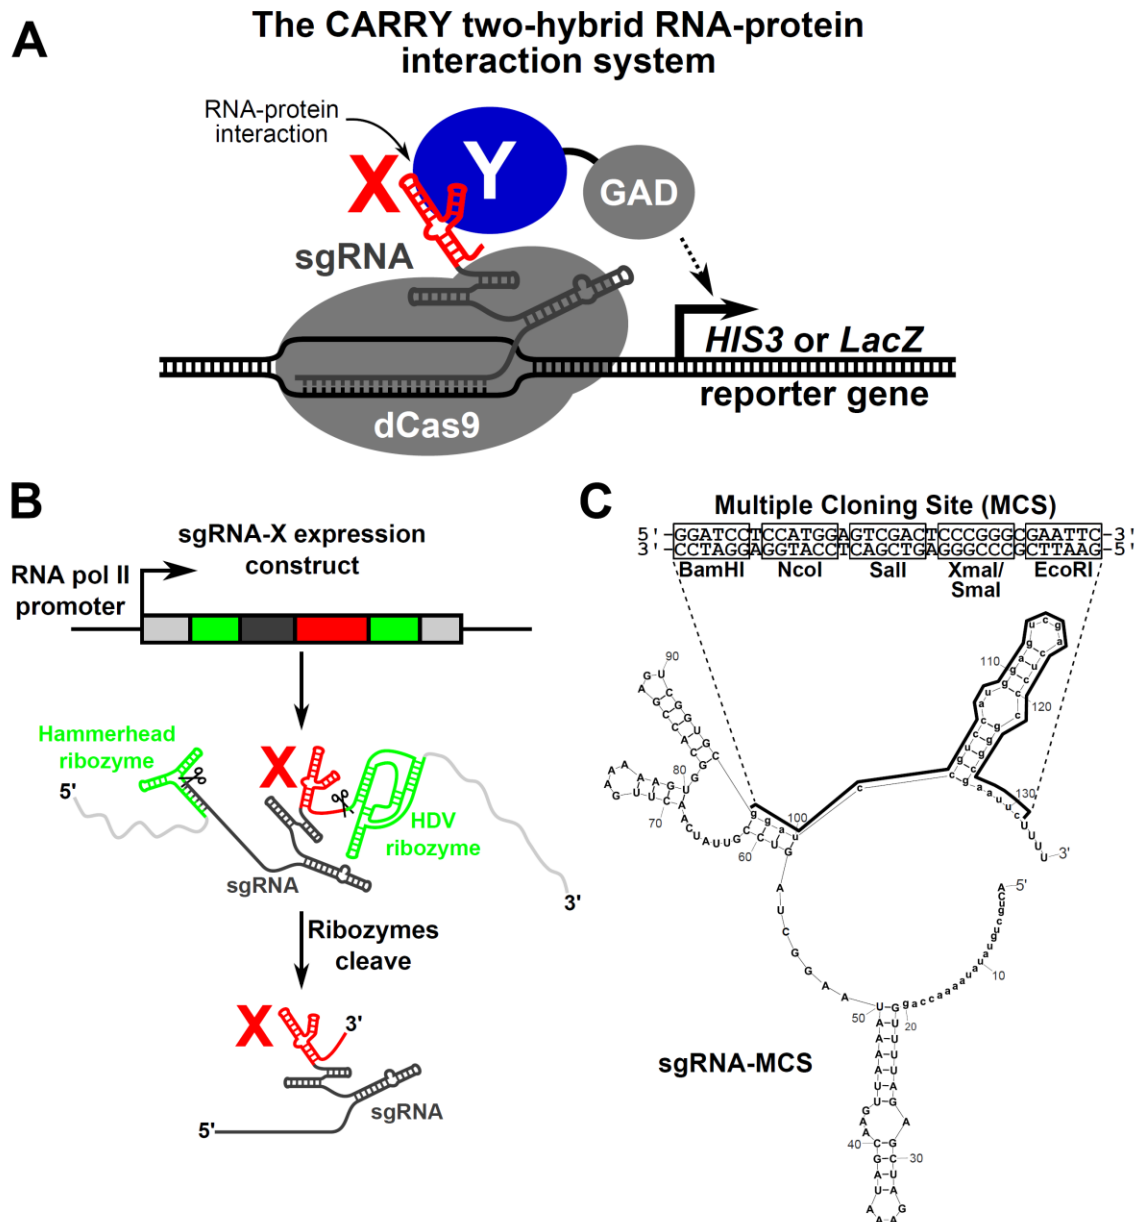 A
The CARRY two-hybrid RNA-protein
interaction system
RNA-protein
interaction
X
Y
GAD
sgRNA
HIS3 or LacZ
reporter gene
dCas9
B
sgRNA-X expression
construct
RNA pol II
promoter
Hammerhead
ribozyme
X
5'
HDV
ribozyme
sgRNA
3'
Ribozymes
cleave
X
3'
sgRNA
5'
C
Multiple Cloning Site (MCS)
5'-GGATCCTCCATGGAGTCGACTCCCGGGCGAATTC-3'
3'-CCTAGGAGGTACCTCAGCTGAGGGCCCGCTTAAG-5'
BamHI NcoI SalI XmaI/ EcoRI
SmaI
90
110
120
80
130
100
70
60
3'
5'
10
50
20
sgRNA-MCS
40
30